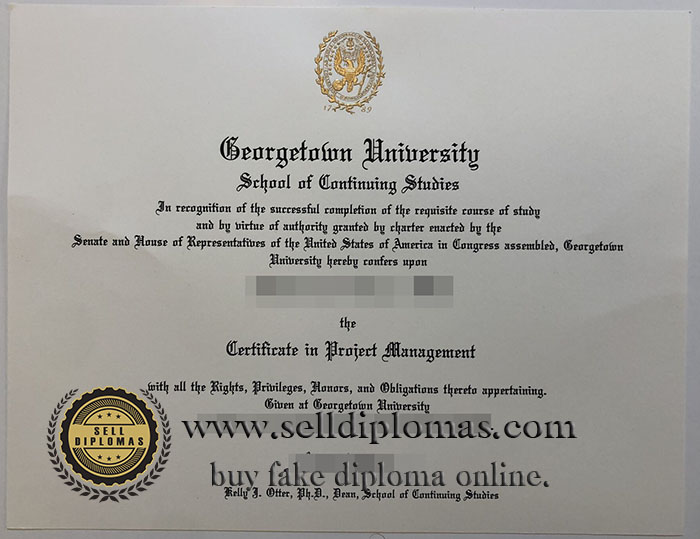 17 89
Georgetown University
School of Continuing Studies
In recognition of the successful completion of the requisite course of study
and by virtue of authority granted by charter enacted by the
Senate and House of Representatives of the United States of America in Congress assembled, Georgetown
University hereby confers upon
the
Certificate in Project Management
with all the Rights, Privileges, Honors, and Obligations thereto appertaining.
Given at Georgetown University
SELL
DIPLOMAS
www.selldiplomas.com
buy fake diploma online.
Kelly J. Otter, Ph.D., Dean, School of Continuing Studies